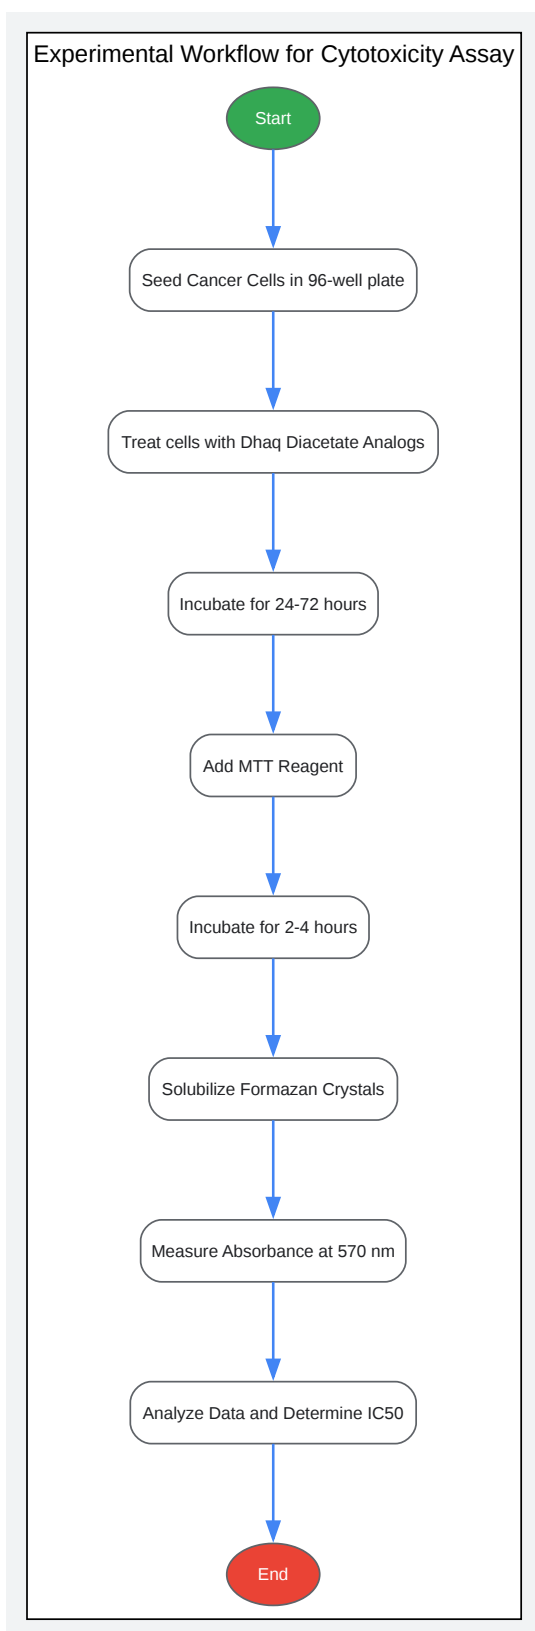 Experimental Workflow for Cytotoxicity Assay
Start
Seed Cancer Cells in 96-well plate
Treat cells with Dhaq Diacetate Analogs
Incubate for 24-72 hours
Add MTT Reagent
Incubate for 2-4 hours
Solubilize Formazan Crystals
Measure Absorbance at 570 nm
Analyze Data and Determine IC50
End